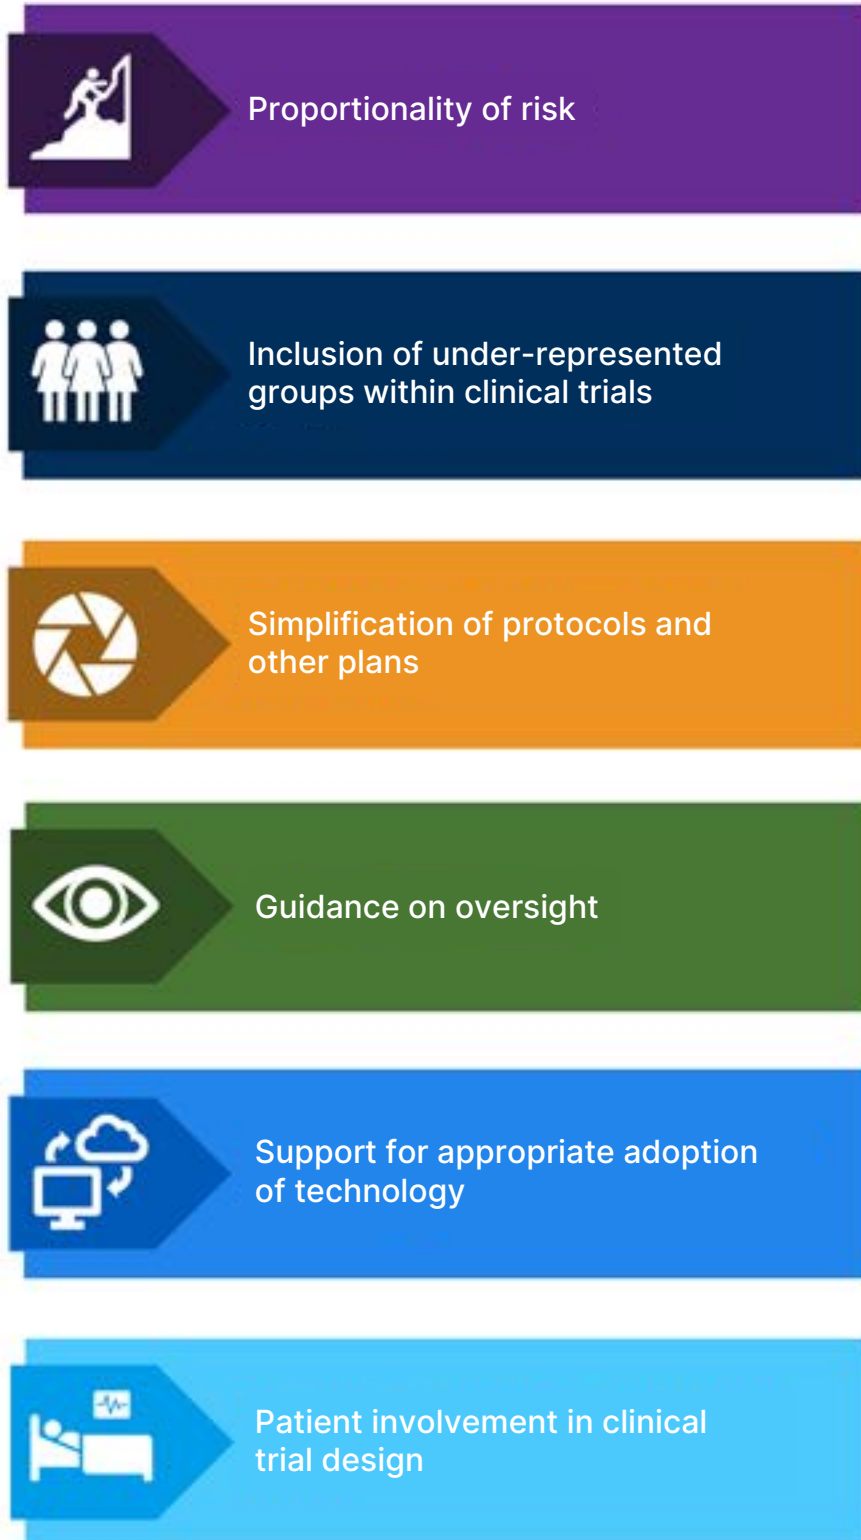 Proportionality of risk
Inclusion of under-represented
groups within clinical trials
Simplification of protocols and
other plans
Guidance on oversight
Support for appropriate adoption
of technology
Patient involvement in clinical
trial design